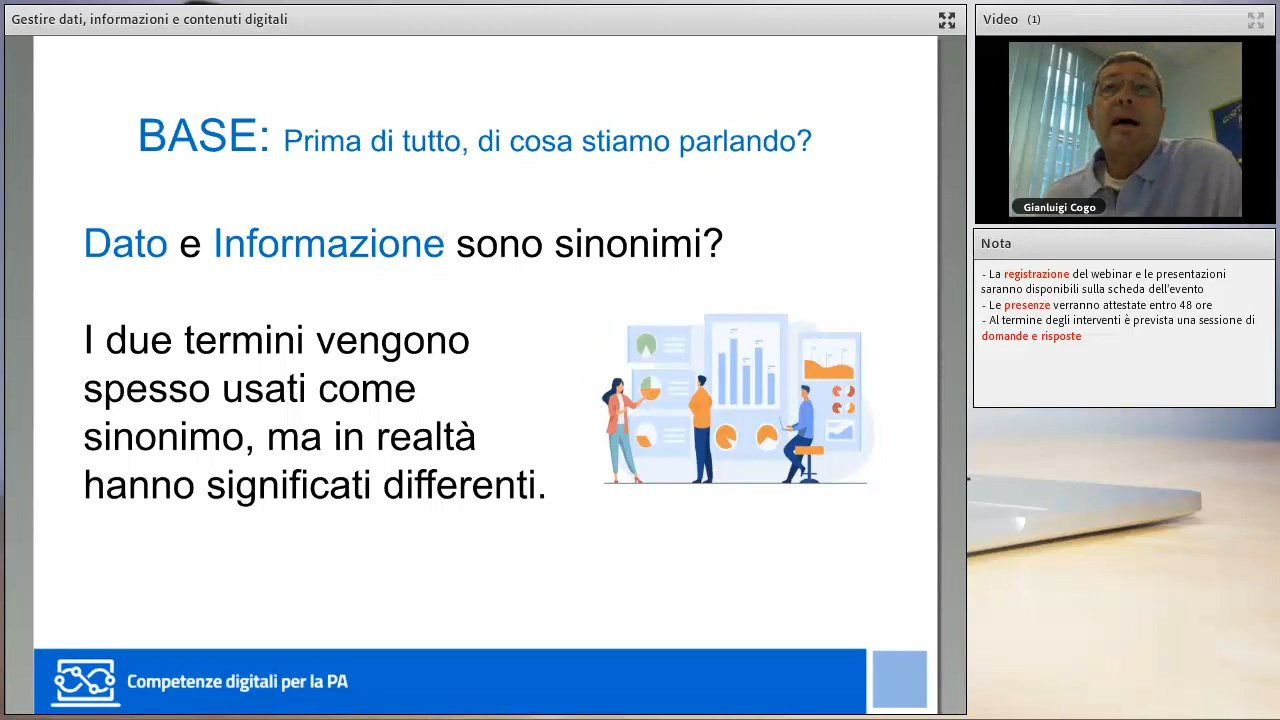 Gestire dati, informazioni e contenuti digitali
BASE: Prima di tutto, di cosa stiamo parlando?
Dato e Informazione sono sinonimi?
I due termini vengono
spesso usati come
sinonimo, ma in realtà
hanno significati differenti.
Competenze digitali per la PA
Video (1)
Gianluigi Cogo
Nota
- La registrazione del webinar e le presentazioni
saranno disponibili sulla scheda dell'evento
- Le presenze verranno attestate entro 48 ore
- Al termine degli interventi è prevista una sessione di
domande e risposte